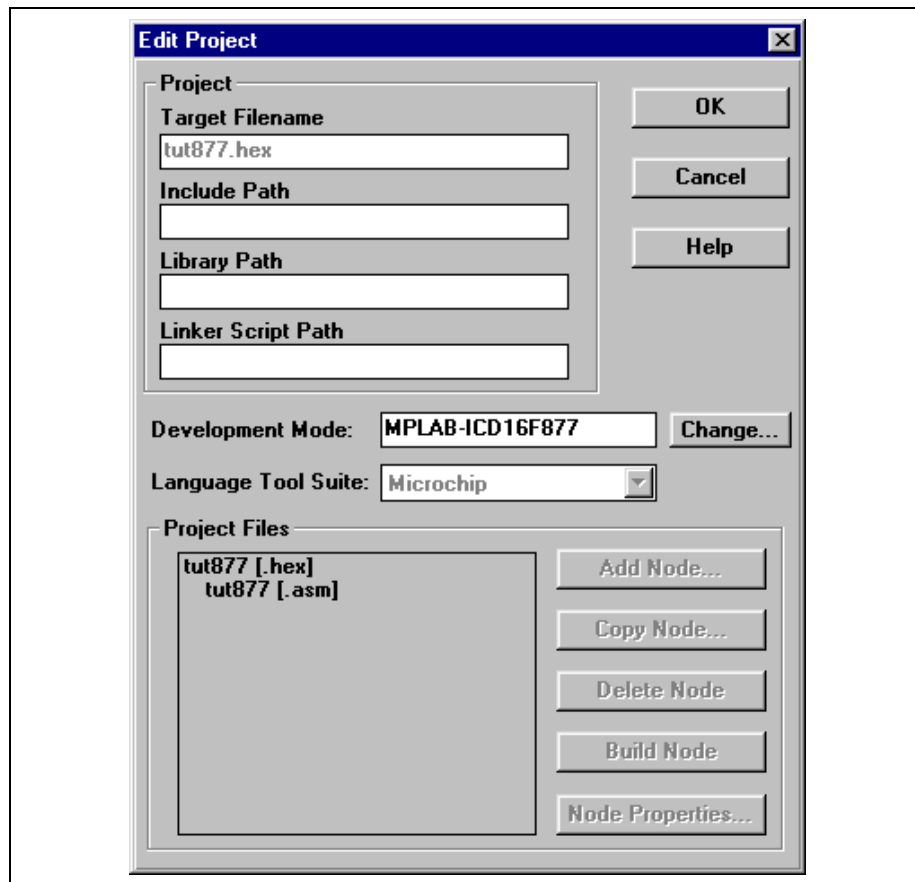 Edit Project
Project
Target Filename
tut877.hex
Include Path
Library Path
Linker Script Path
OK
Cancel
Help
Development Mode: MPLAB-ICD16F877 Change...
Language Tool Suite: Microchip
Project Files
tut877 [.hex]
tut877 [.asm]
Add Node...
Copy Node...
Delete Node
Build Node
Node Properties...